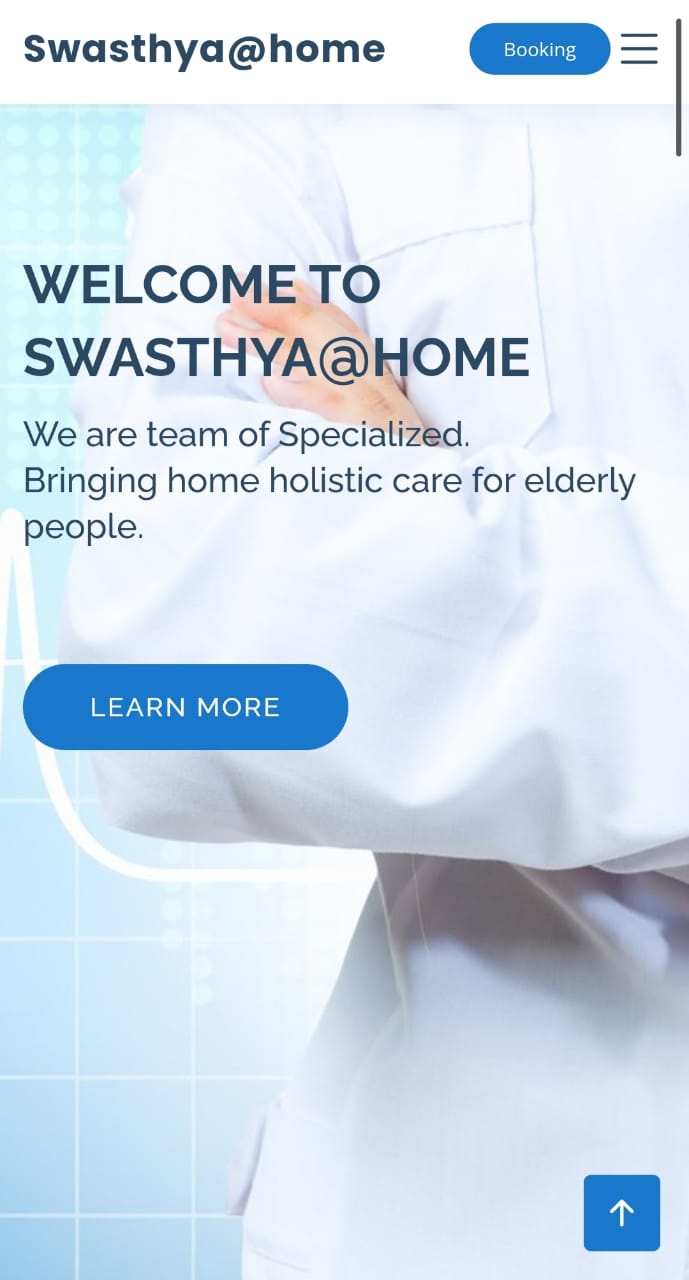 Swasthya@home
Booking
WELCOME TO
SWASTHYA@HOME
We are team of Specialized.
Bringing home holistic care for elderly
people.
LEARN MORE